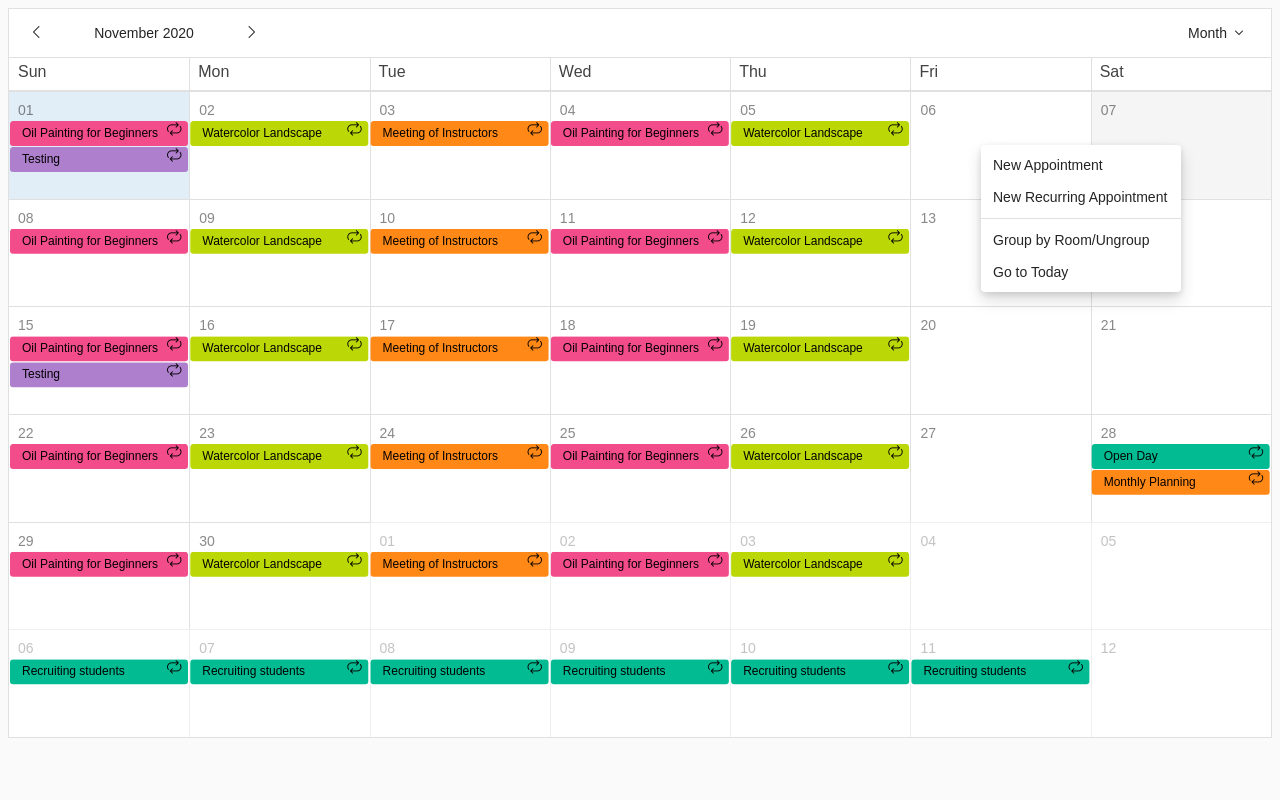 November 2020
Month
Sun Mon Tue Wed Thu Fri Sat
01 02 03 04 05 06 07
Oil Painting for Beginners Watercolor Landscape Meeting of Instructors Oil Painting for Beginners Watercolor Landscape
Testing
New Appointment
New Recurring Appointment
Group by Room/Ungroup
Go to Today
08 09 10 11 12 13
Oil Painting for Beginners Watercolor Landscape Meeting of Instructors Oil Painting for Beginners Watercolor Landscape
15 16 17 18 19 20 21
Oil Painting for Beginners Watercolor Landscape Meeting of Instructors Oil Painting for Beginners Watercolor Landscape
Testing
22 23 24 25 26 27 28
Oil Painting for Beginners Watercolor Landscape Meeting of Instructors Oil Painting for Beginners Watercolor Landscape Open Day
Monthly Planning
29 30 01 02 03 04 05
Oil Painting for Beginners Watercolor Landscape Meeting of Instructors Oil Painting for Beginners Watercolor Landscape
06 07 08 09 10 11 12
Recruiting students Recruiting students Recruiting students Recruiting students Recruiting students Recruiting students